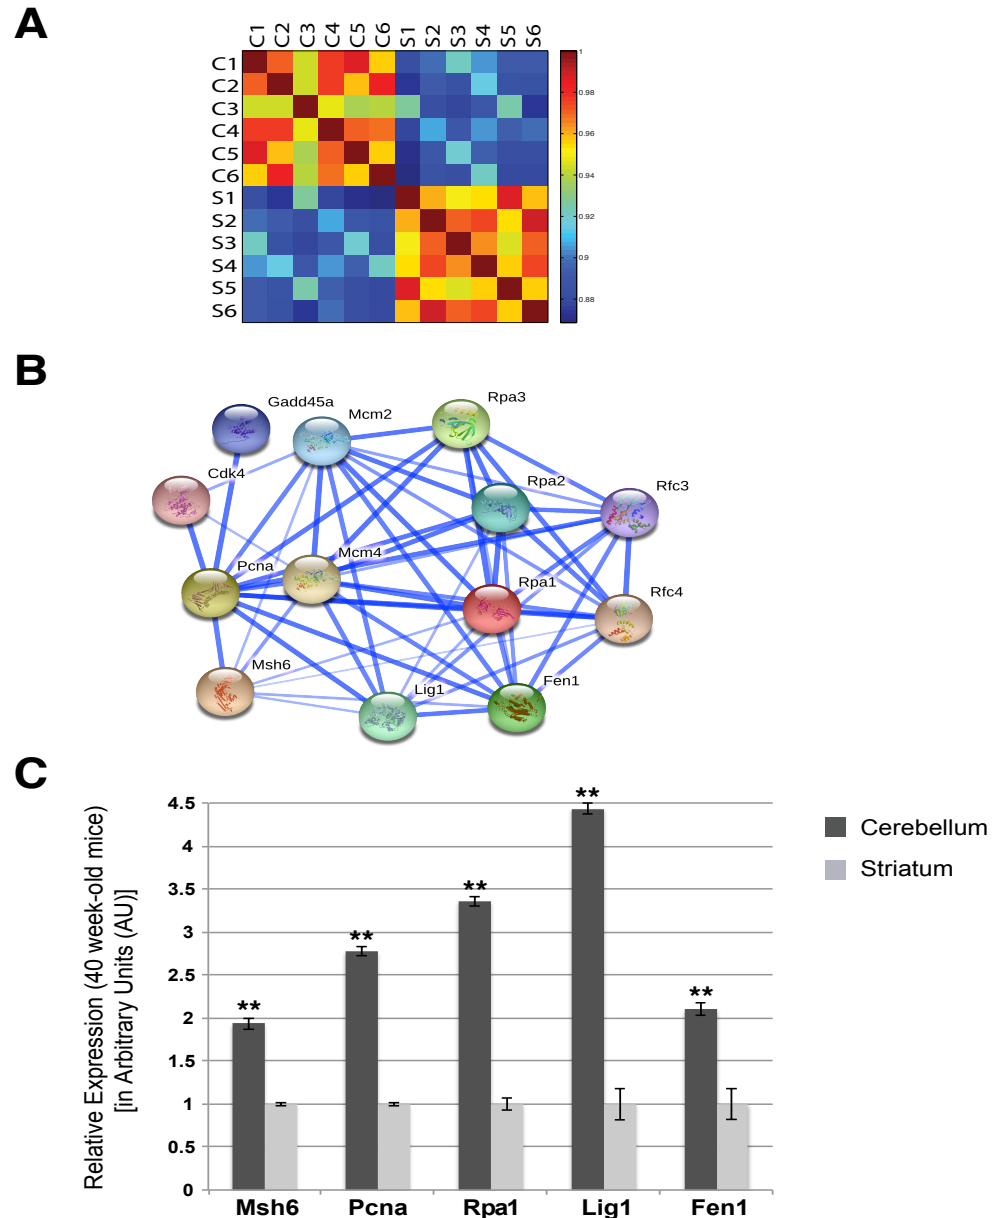 A
C1 C2 C3 C4 C5 C6 S1 S2 S3 S4 S5 S6
C1
C2
C3
C4
C5
C6
S1
S2
S3
S4
S5
S6
1
0.98
0.96
0.94
0.92
0.9
0.88
B
Gadd45a
Mcm2
Rpa3
Cdk4
Rpa2
Rfc3
Pcna
Mcm4
Rpa1
Rfc4
Msh6
Lig1
Fen1
C
Relative Expression (40 week-old mice)
[in Arbitrary Units (AU)]
4.5
4
3.5
3
2.5
2
1.5
1
0.5
0
**
**
**
**
**
Msh6 Pcna Rpa1 Lig1 Fen1
Cerebellum
Striatum